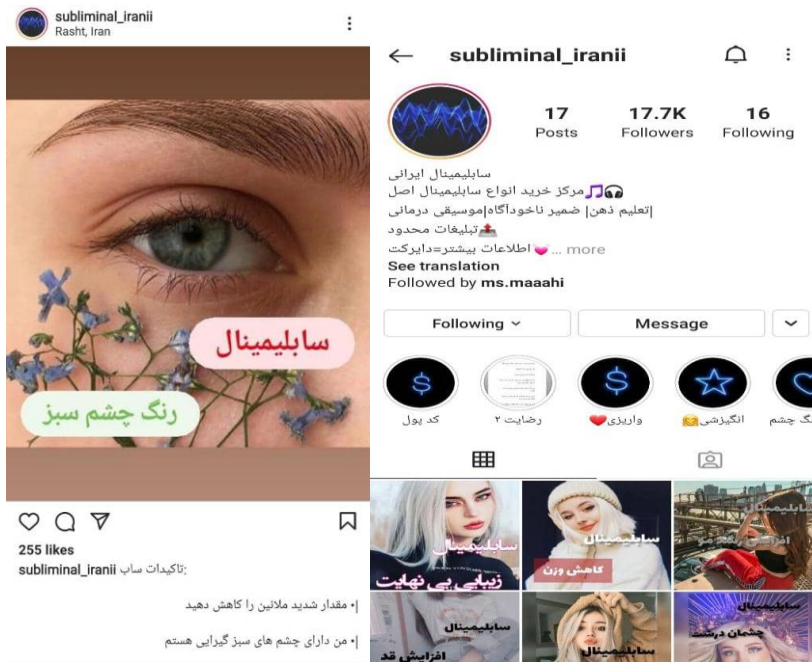 subliminal_iranii
Rasht, Iran
سابلیمینال
رنگ چشم سبز
255 likes
subliminal_iranii تاکیدات ساب:
|• مقدار شدید ملانین را کاهش دهید
|• من دارای چشم های سبز گیرایی هستم
subliminal_iranii
17 17.7K 16
Posts Followers Following
سابلیمینال ایرانی
🎧🎵مرکز خرید انواع سابلیمینال اصل
|تعلیم ذهن| ضمیر ناخودآگاه|موسیقی درمانی
📤تبلیغات محدود
اطلاعات بیشتر=دایرکت💓 ... more
See translation
Followed by ms.maaahi
Following Message
کد پول رضایت ۲ واریزی❤️ انگیزشی🤗 گ چشم
سابلیمینال
زیبایی بی نهایت
سابلیمینال
کاهش وزن
سابلیمینال
افزایش رشد مو
سابلیمینال
افزایش قد
سابلیمینال
سابلیمینال
چشمان درشت